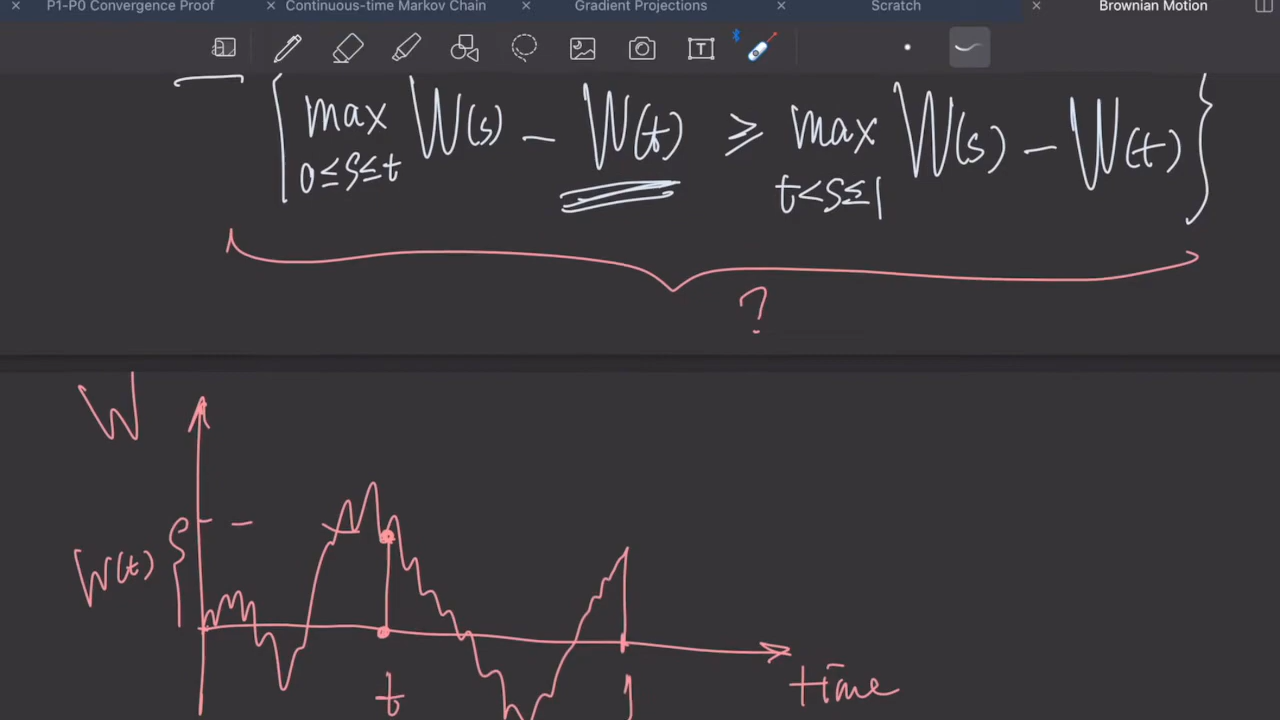 P1-P0 Convergence Proof × Continuous-time Markov Chain × Gradient Projections × Scratch × Brownian Motion
{ max W(s) - W(t) ≥ max W(s) - W(t) }
0≤s≤t t<s≤1
?
W
W(t)
t 1 time